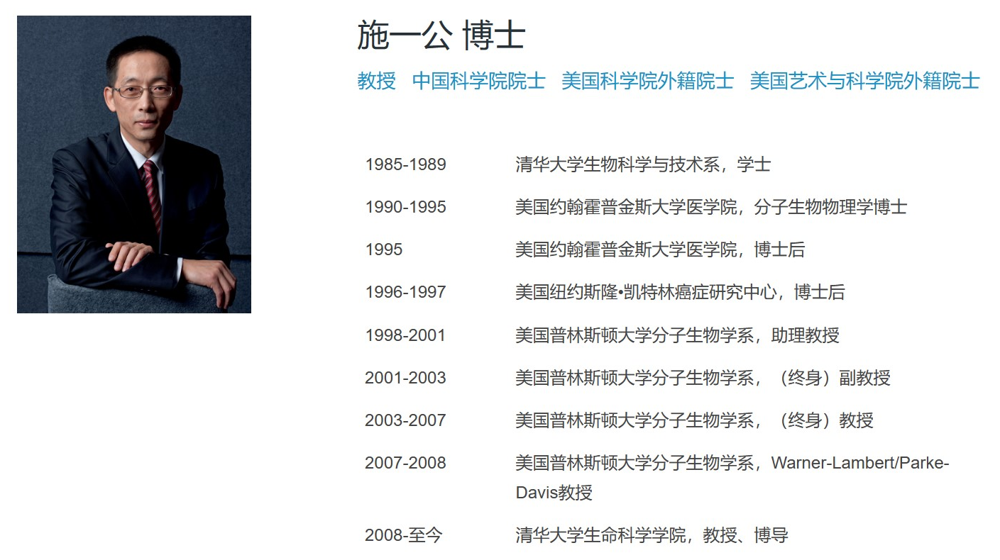 施一公 博士
教授 中国科学院院士 美国科学院外籍院士 美国艺术与科学院外籍院士
1985-1989 清华大学生物科学与技术系，学士
1990-1995 美国约翰霍普金斯大学医学院，分子生物物理学博士
1995 美国约翰霍普金斯大学医学院，博士后
1996-1997 美国纽约斯隆•凯特林癌症研究中心，博士后
1998-2001 美国普林斯顿大学分子生物学系，助理教授
2001-2003 美国普林斯顿大学分子生物学系，（终身）副教授
2003-2007 美国普林斯顿大学分子生物学系，（终身）教授
2007-2008 美国普林斯顿大学分子生物学系，Warner-Lambert/Parke-
Davis教授
2008-至今 清华大学生命科学学院，教授、博导